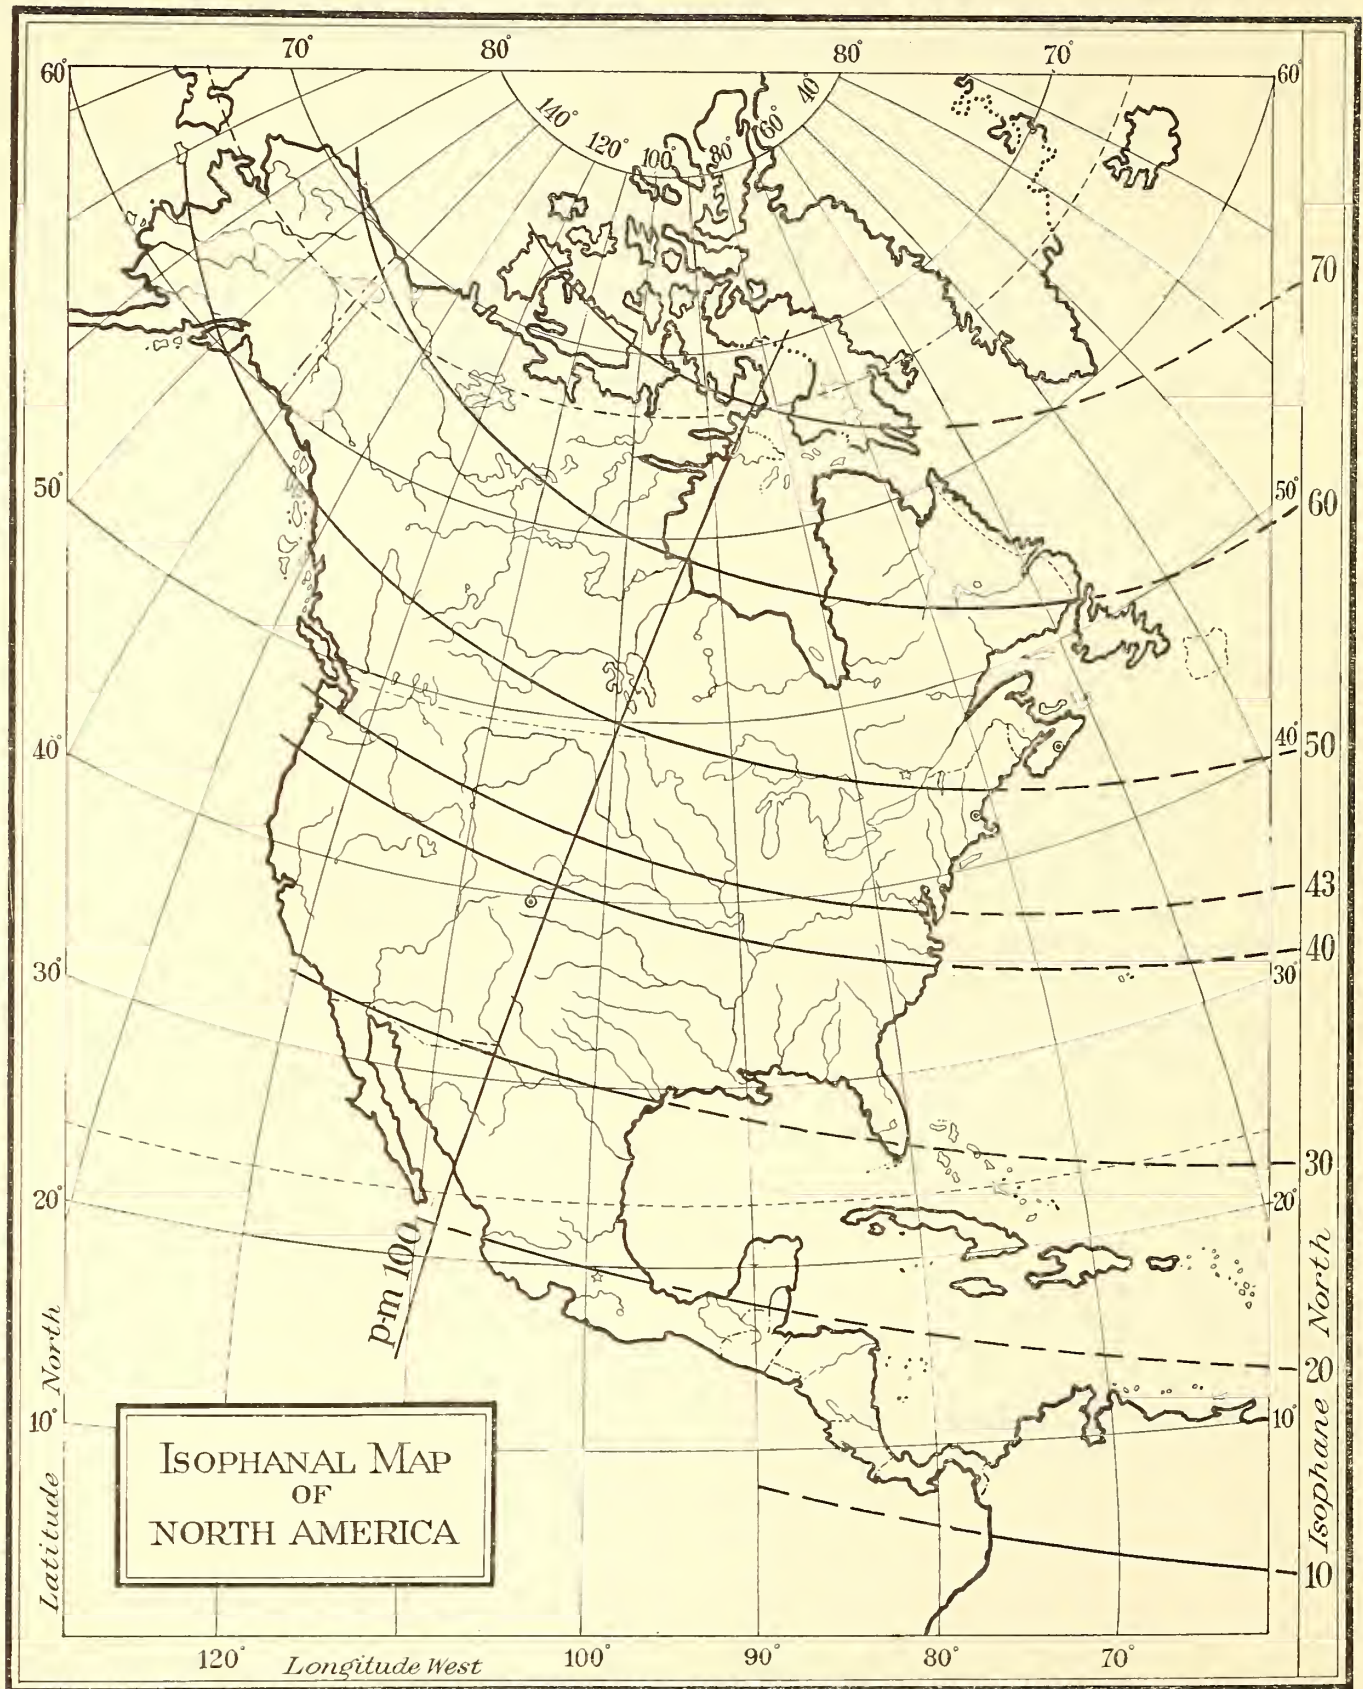 70° 80° 80° 70°
60° 60°
140° 120° 100° 80° 60° 40°
70
50° 50° 60
40° 40° 50
43
40
30° 30°
30
20° 20°
p-m 100
20
10° 10°
10
Latitude North
Isophane North
ISOPHANAL MAP
OF
NORTH AMERICA
120° Longitude West 100° 90° 80° 70°